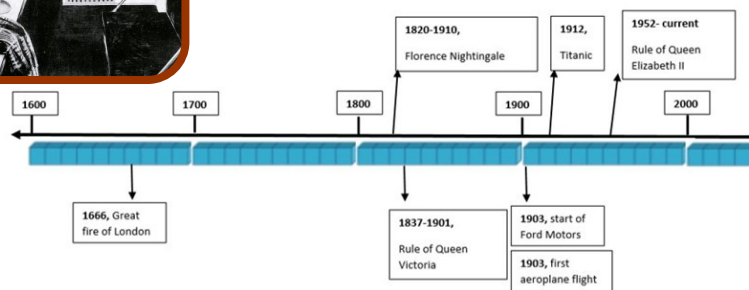 1820-1910,
Florence Nightingale
1912,
Titanic
1952- current
Rule of Queen
Elizabeth II
1600
1700
1800
1900
2000
1666, Great
fire of London
1837-1901,
Rule of Queen
Victoria
1903, start of
Ford Motors
1903, first
aeroplane flight